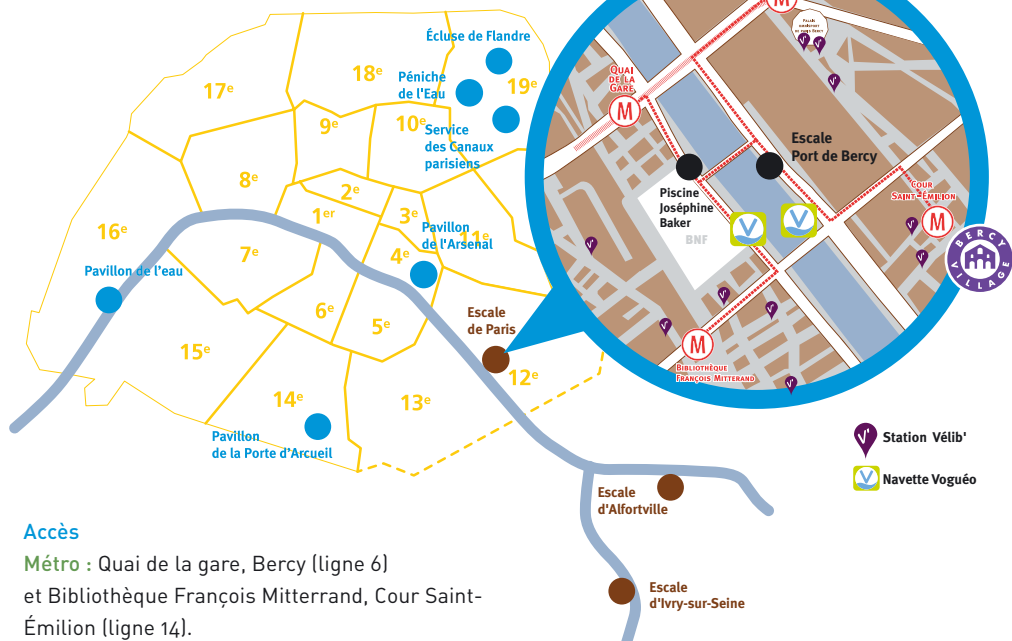 Écluse de Flandre
Péniche
de l'Eau
Service
des Canaux
parisiens
17e
18e
19e
9e
10e
8e
2e
1er
3e
11e
16e
7e
4e
Pavillon
de l'Arsenal
Pavillon de l'eau
6e
5e
15e
Escale
de Paris
12e
14e
13e
Pavillon
de la Porte d'Arcueil
Escale
d'Alfortville
Escale
d'Ivry-sur-Seine
M
QUAI
DE LA
GARE
M
Escale
Port de Bercy
Piscine
Joséphine
Baker
BNF
COUR
SAINT-ÉMILION
M
BERCY
VILLAGE
M
BIBLIOTHÈQUE
FRANÇOIS MITTERAND
V'
Station Vélib'
Navette Voguéo
Accès
Métro : Quai de la gare, Bercy (ligne 6)
et Bibliothèque François Mitterrand, Cour Saint-
Émilion (ligne 14).